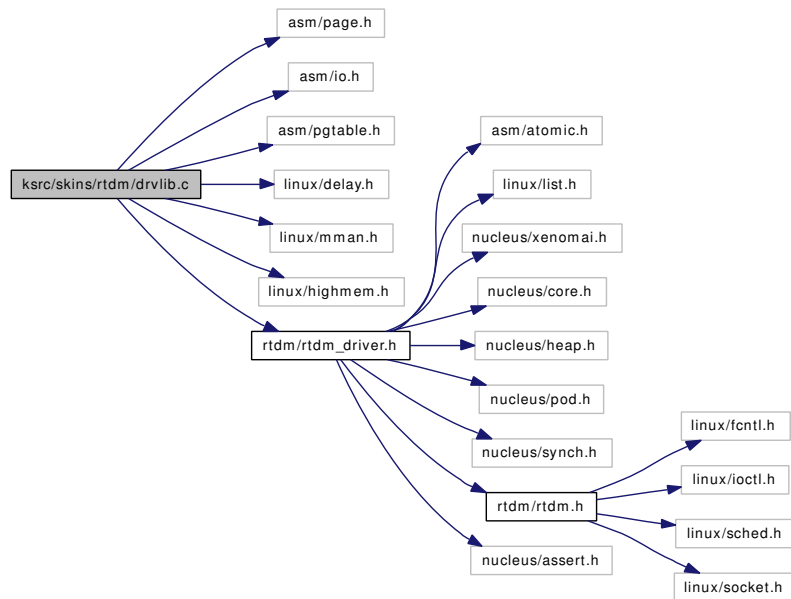 asm/page.h
asm/io.h
asm/pgtable.h
asm/atomic.h
ksrc/skins/rtdm/drvlib.c
linux/delay.h
linux/list.h
linux/mman.h
nucleus/xenomai.h
linux/highmem.h
nucleus/core.h
rtdm/rtdm_driver.h
nucleus/heap.h
nucleus/pod.h
linux/fcntl.h
nucleus/synch.h
linux/ioctl.h
rtdm/rtdm.h
linux/sched.h
nucleus/assert.h
linux/socket.h